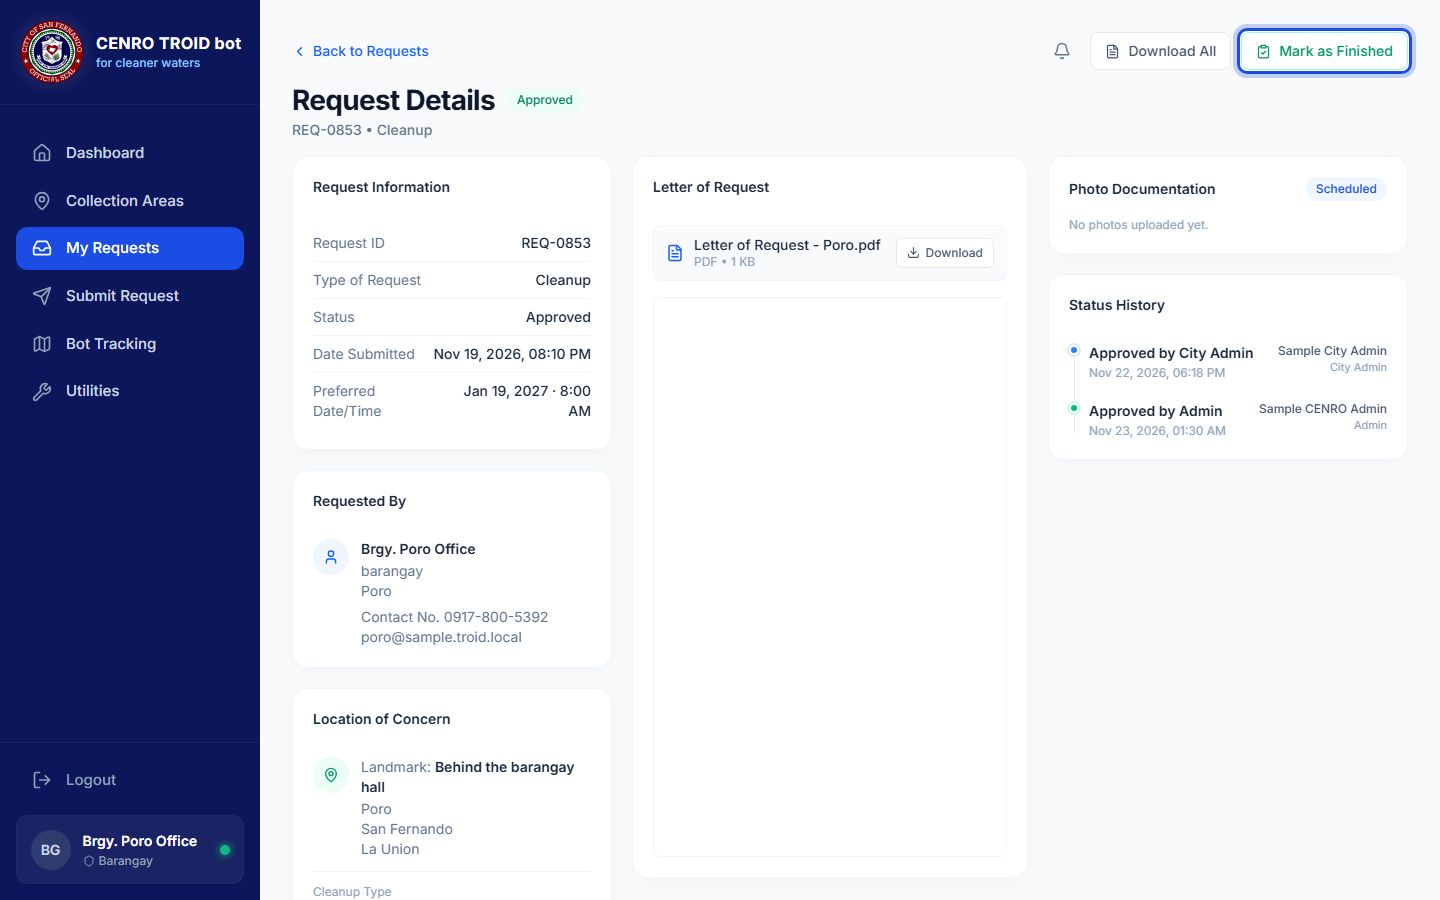 CITY OF SAN FERNANDO
OFFICIAL SEAL
CENRO TROID bot
for cleaner waters
Dashboard
Collection Areas
My Requests
Submit Request
Bot Tracking
Utilities
Logout
BG
Brgy. Poro Office
Barangay
Back to Requests
Download All
Mark as Finished
Request Details
Approved
REQ-0853 • Cleanup
Request Information
Request ID REQ-0853
Type of Request Cleanup
Status Approved
Date Submitted Nov 19, 2026, 08:10 PM
Preferred Date/Time Jan 19, 2027 · 8:00 AM
Requested By
Brgy. Poro Office
barangay
Poro
Contact No. 0917-800-5392
poro@sample.troid.local
Location of Concern
Landmark: Behind the barangay
hall
Poro
San Fernando
La Union
Cleanup Type
Letter of Request
Letter of Request - Poro.pdf
PDF • 1 KB
Download
Photo Documentation
Scheduled
No photos uploaded yet.
Status History
Approved by City Admin
Nov 22, 2026, 06:18 PM
Sample City Admin
City Admin
Approved by Admin
Nov 23, 2026, 01:30 AM
Sample CENRO Admin
Admin